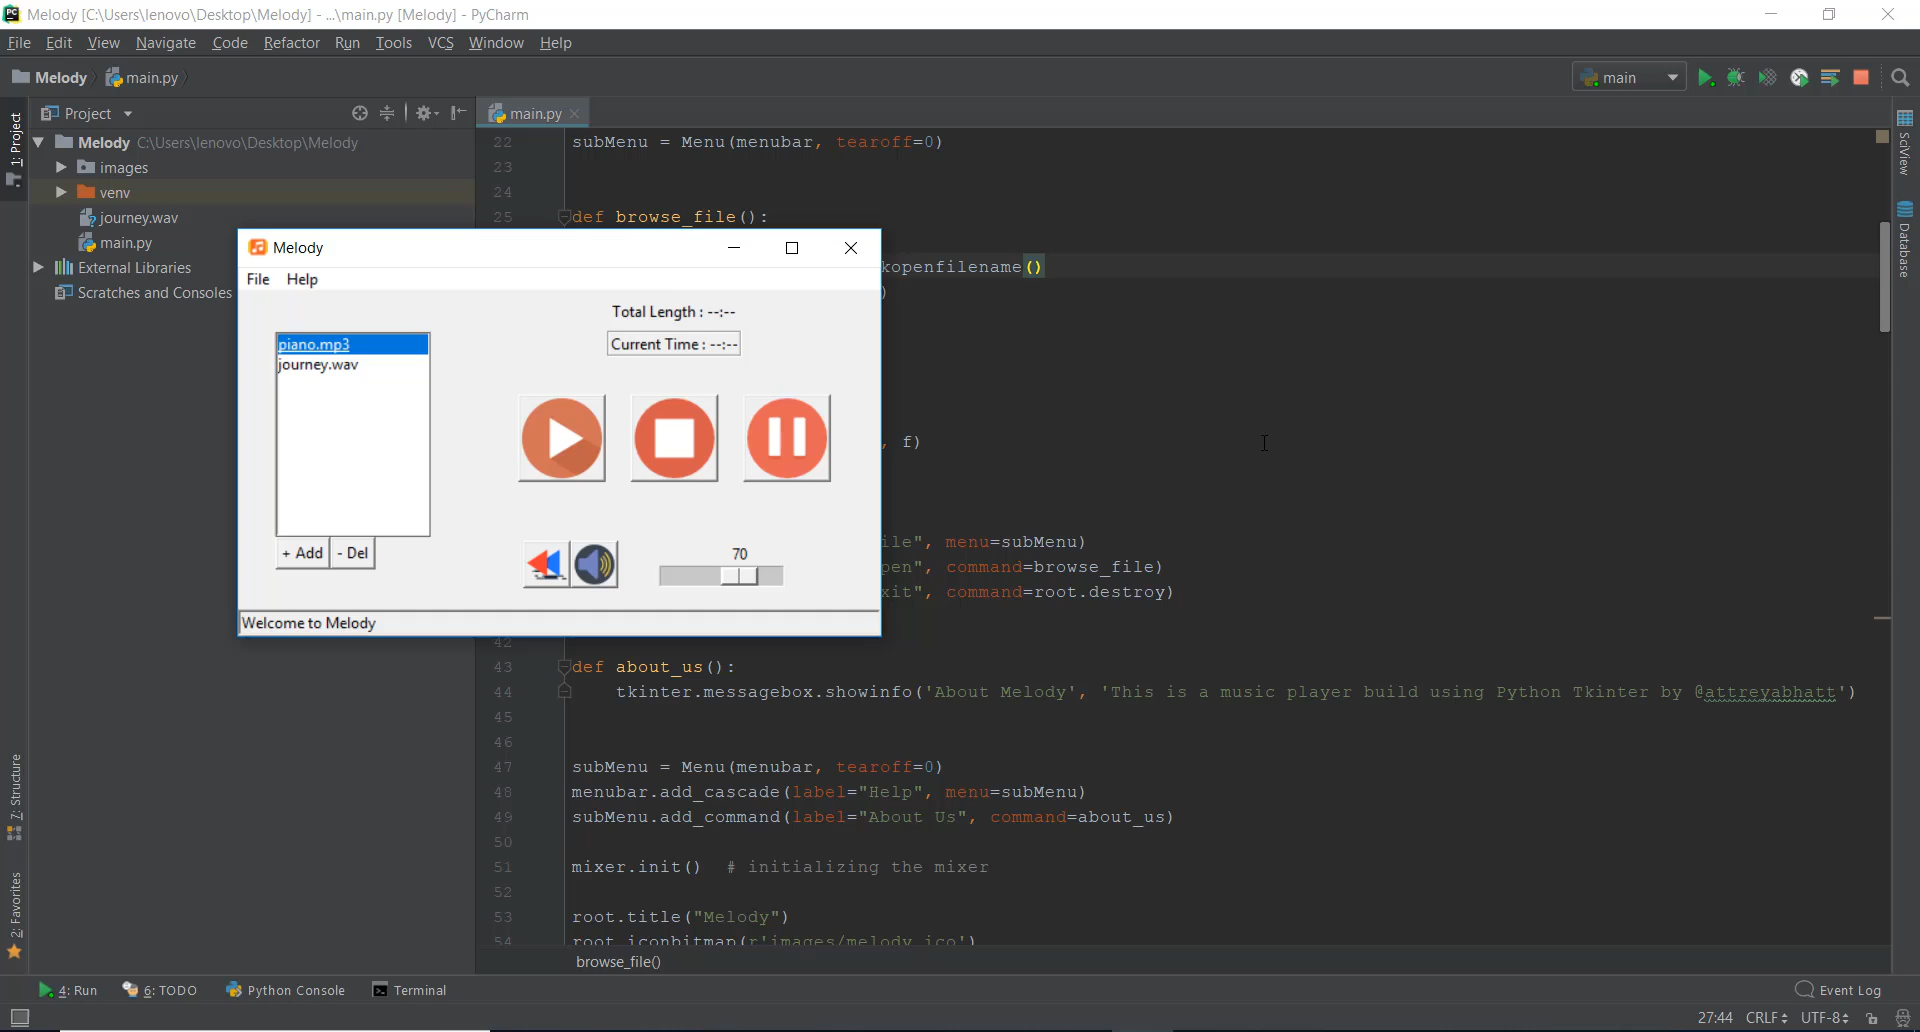 Melody [C:\Users\lenovo\Desktop\Melody] - ...\main.py [Melody] - PyCharm
File Edit View Navigate Code Refactor Run Tools VCS Window Help
Melody main.py
main
1: Project
Project
main.py
SciView
Database
Melody C:\Users\lenovo\Desktop\Melody
images
venv
journey.wav
main.py
External Libraries
Scratches and Consoles
22 subMenu = Menu(menubar, tearoff=0)
23
24
25 def browse_file():
kopenfilename()
)
, f)
ile", menu=subMenu)
pen", command=browse_file)
xit", command=root.destroy)
42
43 def about_us():
44 tkinter.messagebox.showinfo('About Melody', 'This is a music player build using Python Tkinter by @attreyabhatt')
45
46
47 subMenu = Menu(menubar, tearoff=0)
48 menubar.add_cascade(label="Help", menu=subMenu)
49 subMenu.add_command(label="About Us", command=about_us)
50
51 mixer.init() # initializing the mixer
52
53 root.title("Melody")
54 root.iconbitmap(r'images/melody.ico')
browse_file()
Melody
File Help
Total Length : --:--
Current Time : --:--
piano.mp3
journey.wav
+ Add - Del
70
Welcome to Melody
7: Structure
2: Favorites
4: Run 6: TODO Python Console Terminal
Event Log
27:44 CRLF UTF-8